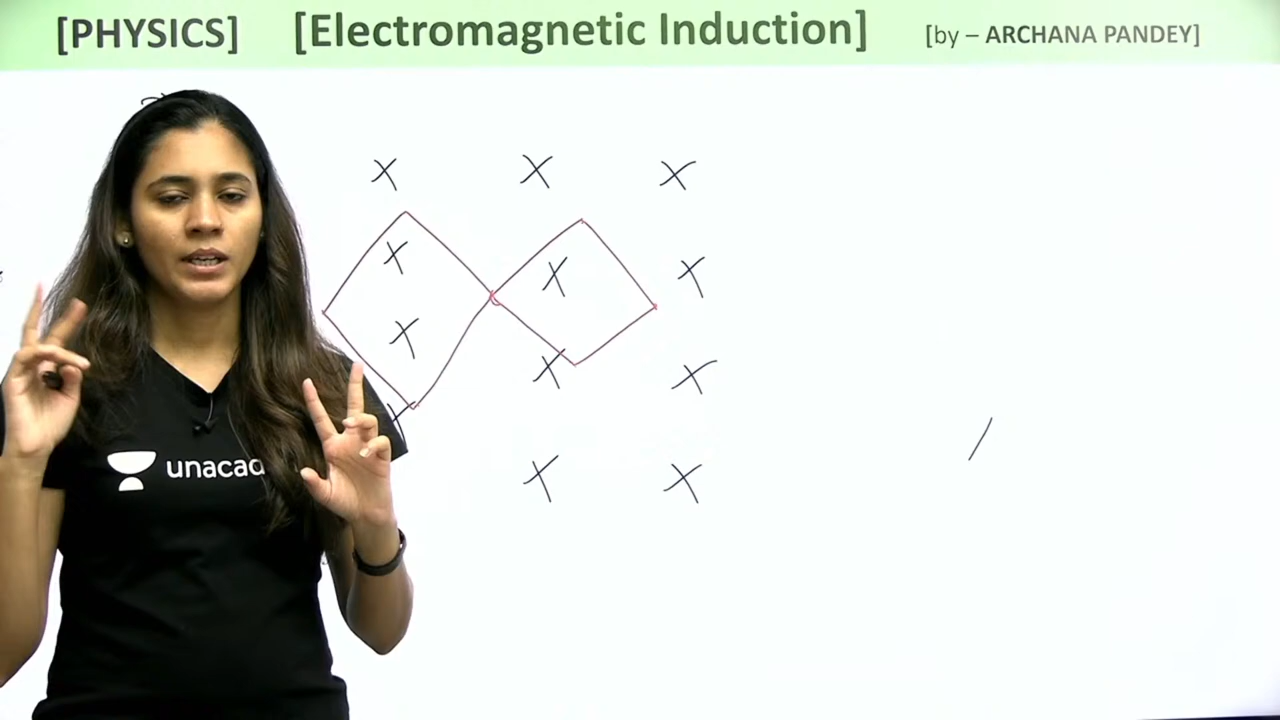 [PHYSICS] [Electromagnetic Induction] [by – ARCHANA PANDEY]
X X X
X X X
X X X
X X X
unacad